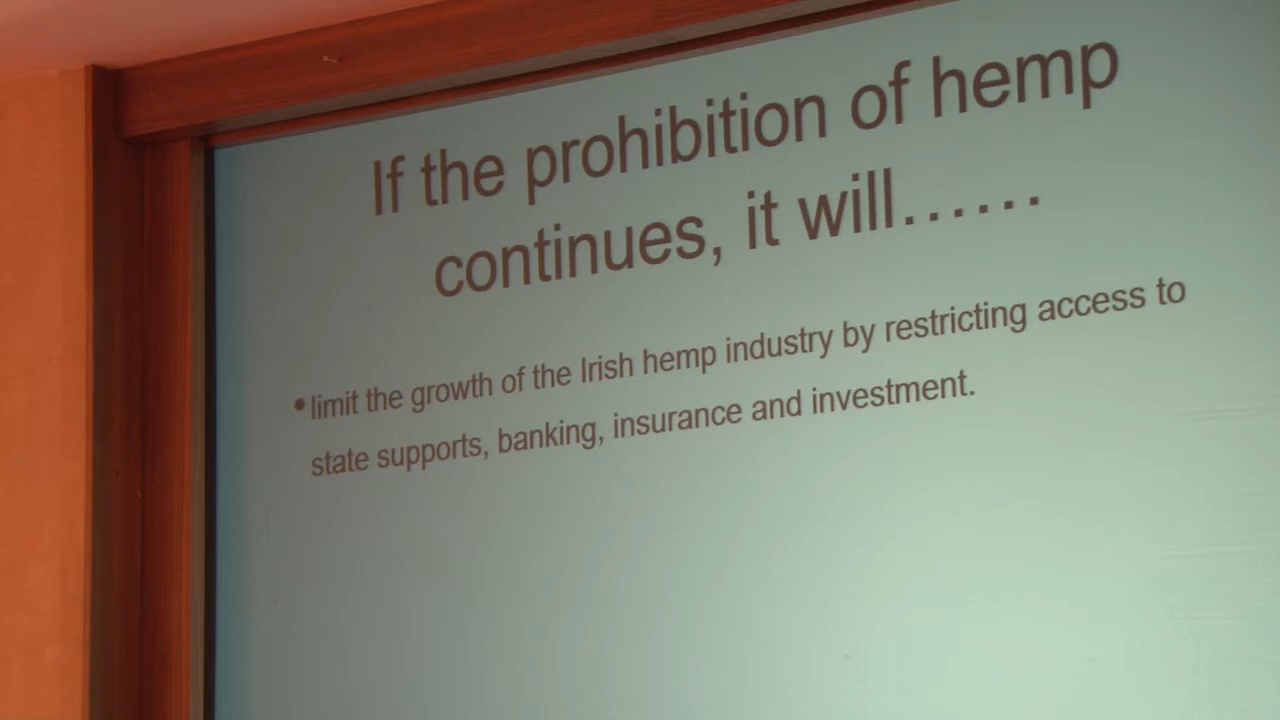 If the prohibition of hemp
continues, it will......
• limit the growth of the Irish hemp industry by restricting access to
state supports, banking, insurance and investment.